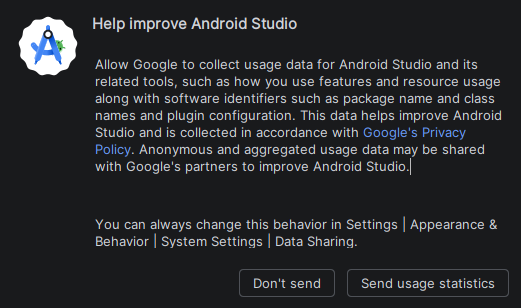 Help improve Android Studio
Allow Google to collect usage data for Android Studio and its
related tools, such as how you use features and resource usage
along with software identifiers such as package name and class
names and plugin configuration. This data helps improve Android
Studio and is collected in accordance with Google's Privacy
Policy. Anonymous and aggregated usage data may be shared
with Google's partners to improve Android Studio.
You can always change this behavior in Settings | Appearance &
Behavior | System Settings | Data Sharing.
Don't send
Send usage statistics